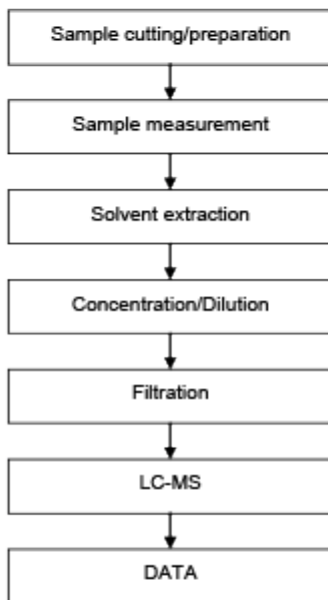 Sample cutting/preparation
Sample measurement
Solvent extraction
Concentration/Dilution
Filtration
LC-MS
DATA